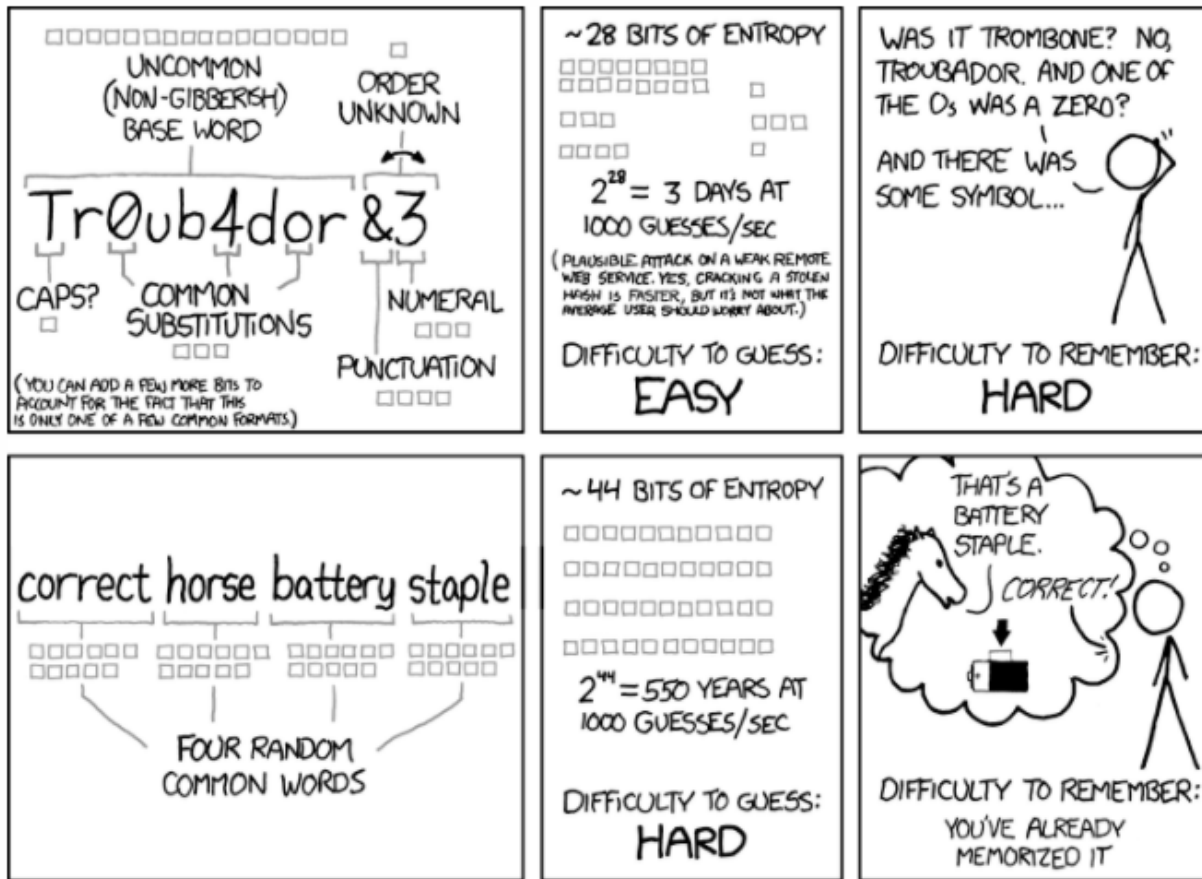 UNCOMMON
(NON-GIBBERISH)
BASE WORD
ORDER
UNKNOWN
Tr0ub4dor &3
CAPS?
COMMON
SUBSTITUTIONS
NUMERAL
PUNCTUATION
(YOU CAN ADD A FEW MORE BITS TO
ACCOUNT FOR THE FACT THAT THIS
IS ONLY ONE OF A FEW COMMON FORMATS.)
~28 BITS OF ENTROPY
2^28 = 3 DAYS AT
1000 GUESSES/SEC
(PLAUSIBLE ATTACK ON A WEAK REMOTE
WEB SERVICE. YES, CRACKING A STOLEN
HASH IS FASTER, BUT IT'S NOT WHAT THE
AVERAGE USER SHOULD WORRY ABOUT.)
DIFFICULTY TO GUESS:
EASY
WAS IT TROMBONE? NO,
TROUBADOR. AND ONE OF
THE Os WAS A ZERO?
AND THERE WAS
SOME SYMBOL...
DIFFICULTY TO REMEMBER:
HARD
correct horse battery staple
FOUR RANDOM
COMMON WORDS
~44 BITS OF ENTROPY
2^44 = 550 YEARS AT
1000 GUESSES/SEC
DIFFICULTY TO GUESS:
HARD
THAT'S A
BATTERY
STAPLE.
CORRECT!
DIFFICULTY TO REMEMBER:
YOU'VE ALREADY
MEMORIZED IT